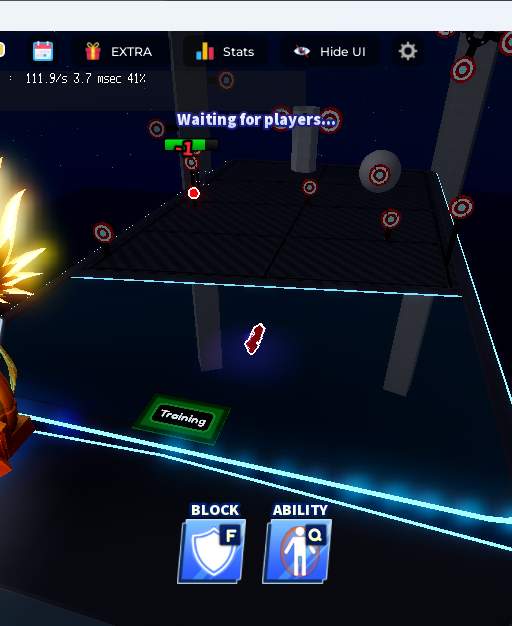 EXTRA
Stats
Hide UI
: 111.9/s 3.7 msec 41%
Waiting for players...
-1
Training
BLOCK
ABILITY
F
Q